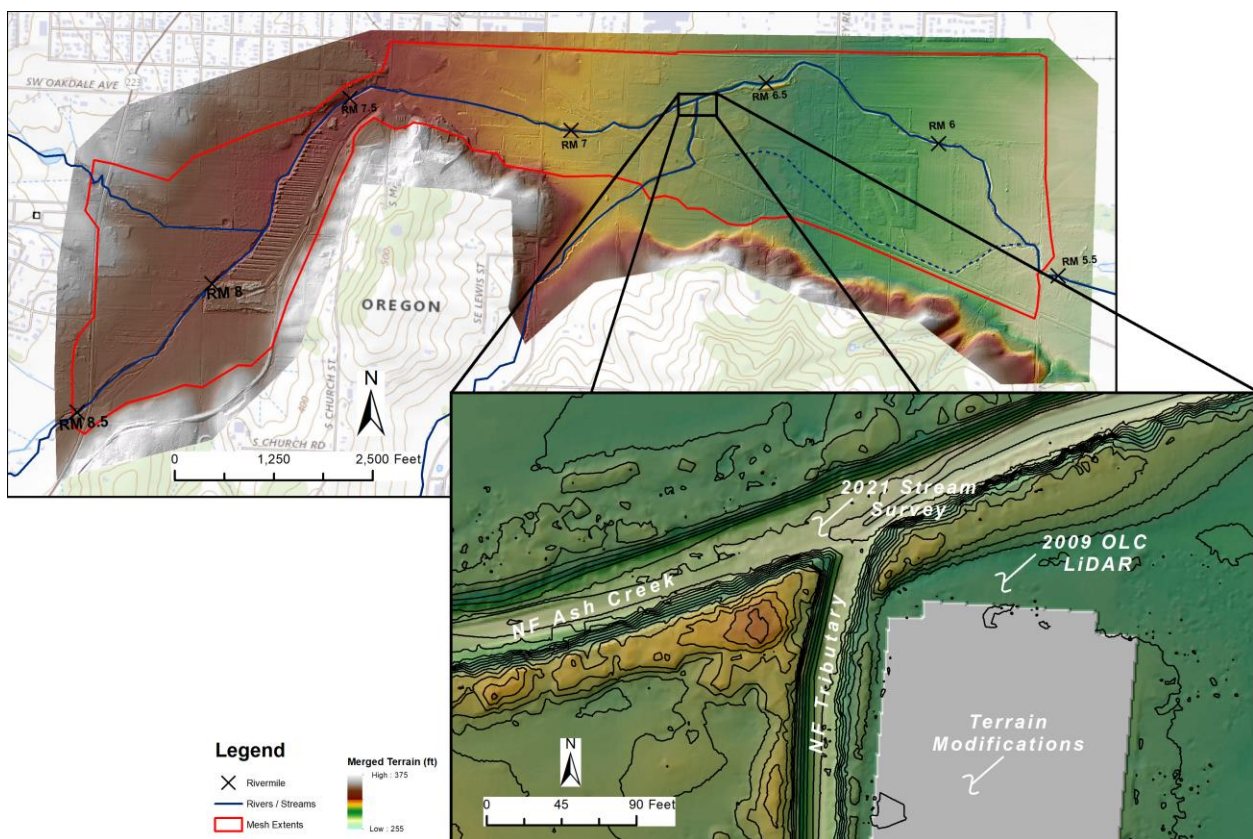 SW OAKDALE AVE
223
RM 7.5
RM 7
RM 6.5
RM 6
RM 5.5
RM 8
RM 8.5
OREGON
500
400
SE LEWIS ST
S CHURCH ST
S CHURCH RD
N
0 1,250 2,500 Feet
2021 Stream
Survey
2009 OLC
LiDAR
NF Ash Creek
NF Tributary
Terrain
Modifications
N
0 45 90 Feet
Legend
Rivermile
Rivers / Streams
Mesh Extents
Merged Terrain (ft)
High : 375
Low : 255